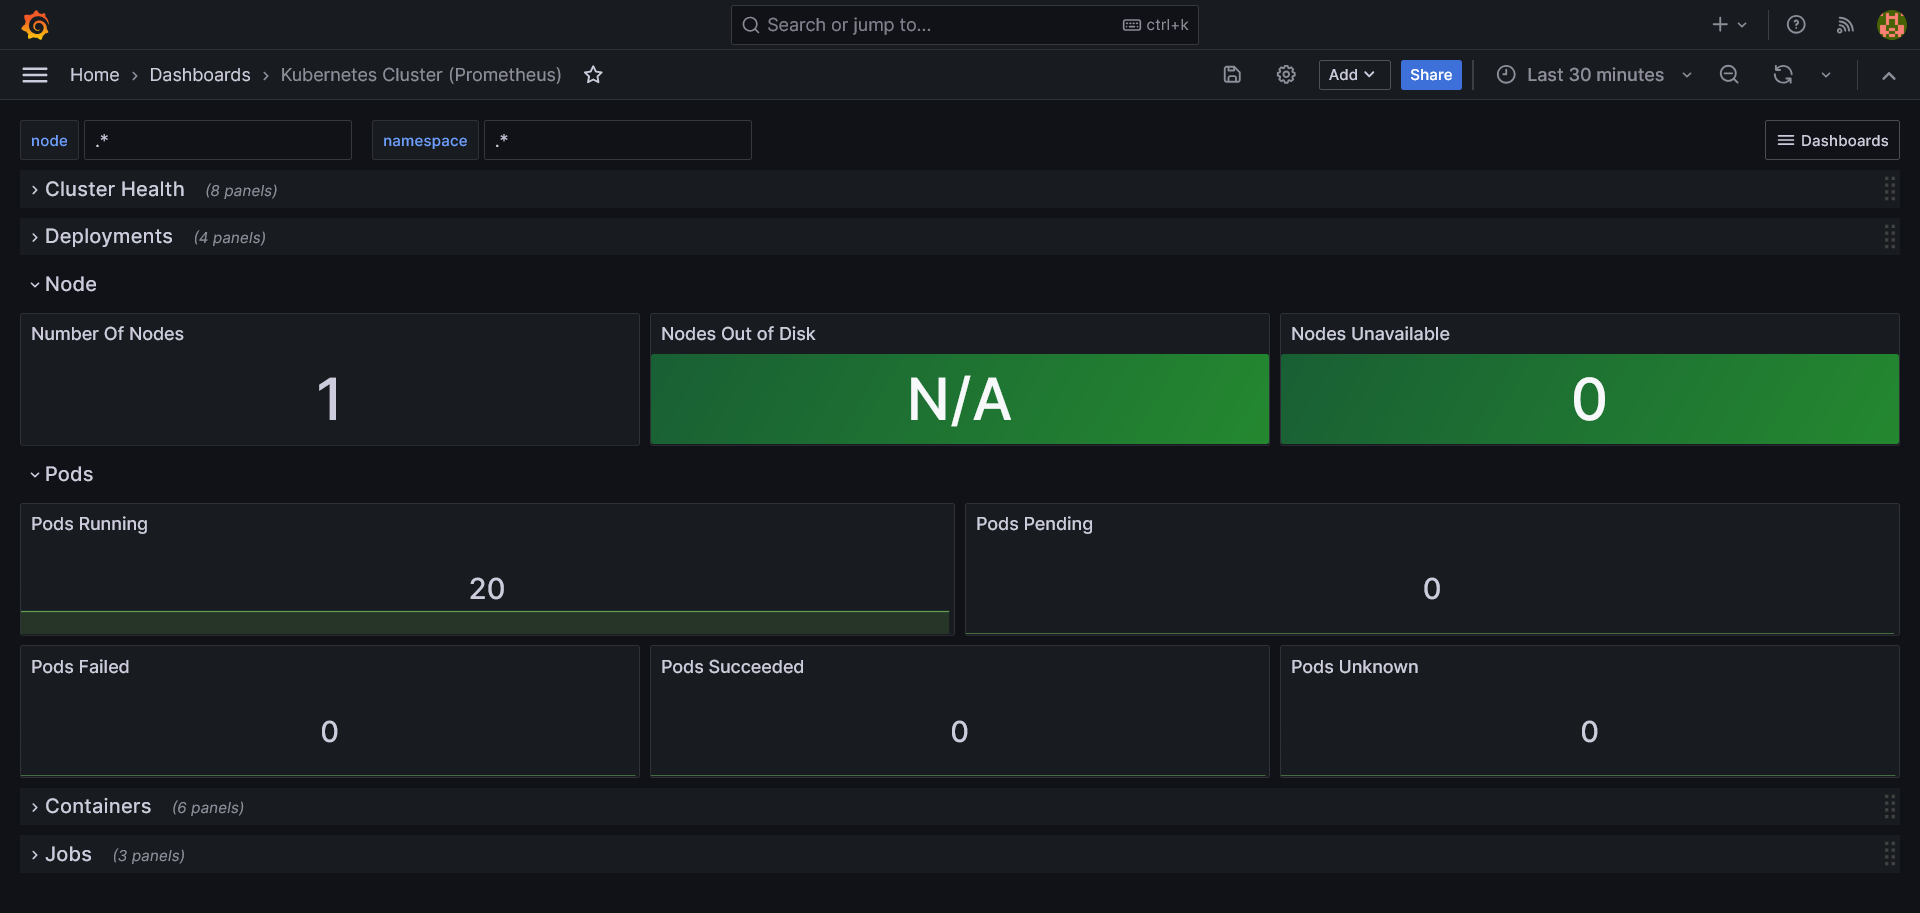 Search or jump to... ctrl+k
Home › Dashboards › Kubernetes Cluster (Prometheus)
Add Share Last 30 minutes
node .* namespace .* Dashboards
Cluster Health (8 panels)
Deployments (4 panels)
Node
Number Of Nodes Nodes Out of Disk Nodes Unavailable
1 N/A 0
Pods
Pods Running Pods Pending
20 0
Pods Failed Pods Succeeded Pods Unknown
0 0 0
Containers (6 panels)
Jobs (3 panels)